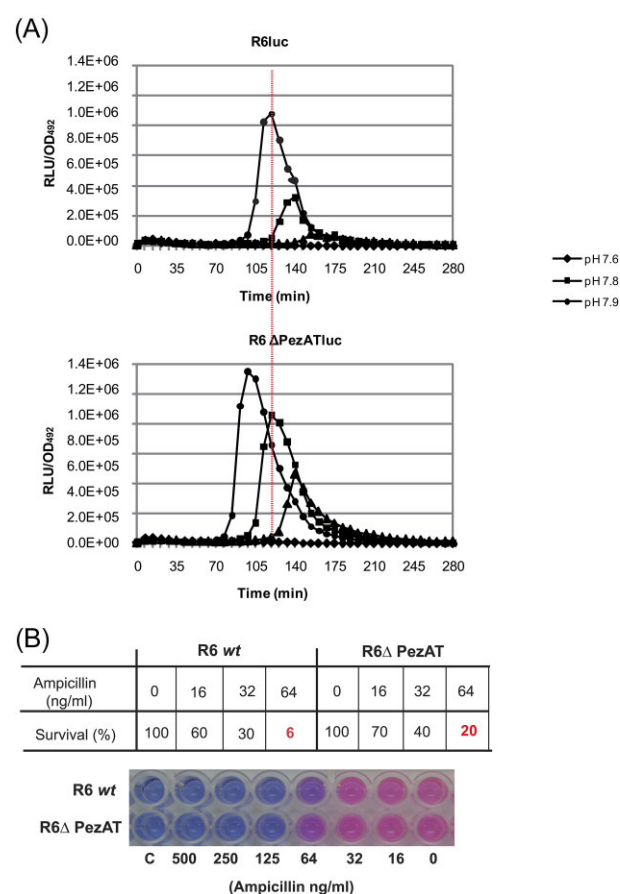 (A)
R6luc
1.4E+06
1.2E+06
1.0E+06
8.0E+05
6.0E+05
4.0E+05
2.0E+05
0.0E+00
RLU/OD492
0 35 70 105 140 175 210 245 280
Time (min)
pH 7.6
pH 7.8
pH 7.9
R6 ΔPezATluc
1.4E+06
1.2E+06
1.0E+06
8.0E+05
6.0E+05
4.0E+05
2.0E+05
0.0E+00
RLU/OD492
0 35 70 105 140 175 210 245 280
Time (min)
(B)
R6 wt R6Δ PezAT
Ampicillin (ng/ml) 0 16 32 64 0 16 32 64
Survival (%) 100 60 30 6 100 70 40 20
R6 wt
R6Δ PezAT
C 500 250 125 64 32 16 0
(Ampicillin ng/ml)